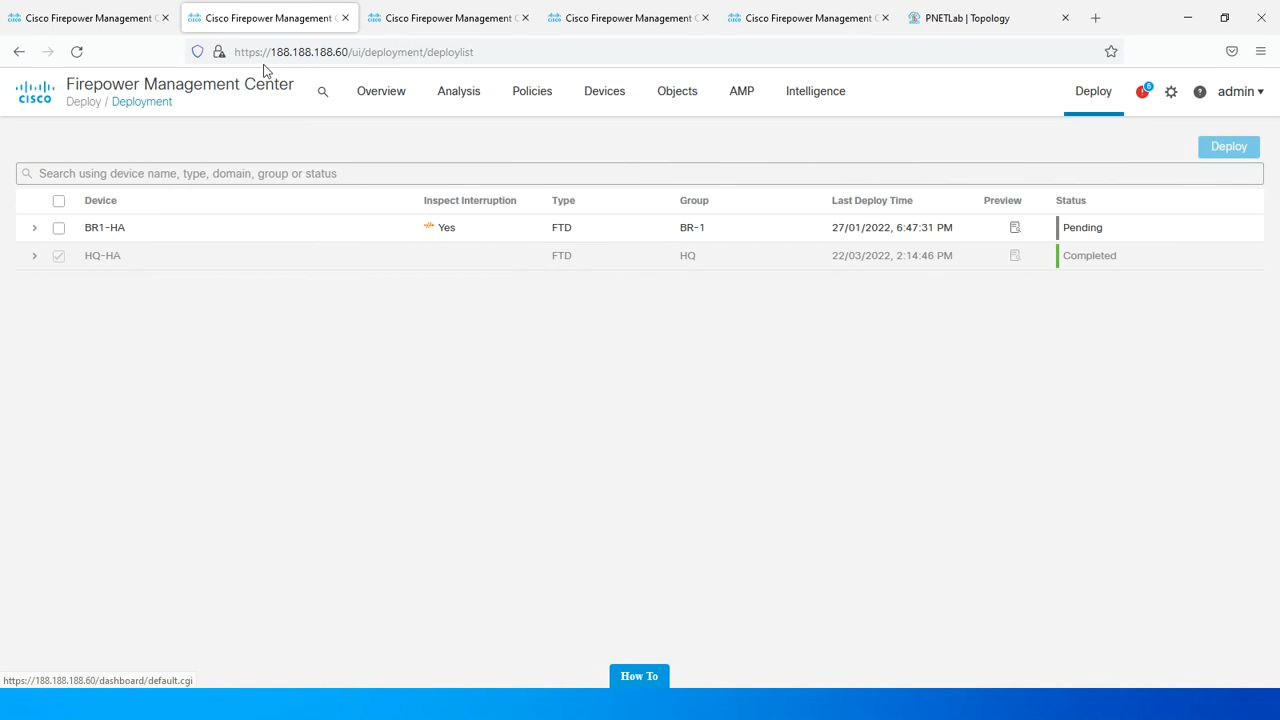 Cisco Firepower Management C
Cisco Firepower Management C
Cisco Firepower Management C
Cisco Firepower Management C
Cisco Firepower Management C
PNETLab | Topology
https://188.188.188.60/ui/deployment/deploylist
CISCO
Firepower Management Center
Deploy / Deployment
Overview
Analysis
Policies
Devices
Objects
AMP
Intelligence
Deploy
6
admin
Deploy
Search using device name, type, domain, group or status
Device Inspect Interruption Type Group Last Deploy Time Preview Status
BR1-HA Yes FTD BR-1 27/01/2022, 6:47:31 PM Pending
HQ-HA FTD HQ 22/03/2022, 2:14:46 PM Completed
How To
https://188.188.188.60/dashboard/default.cgi